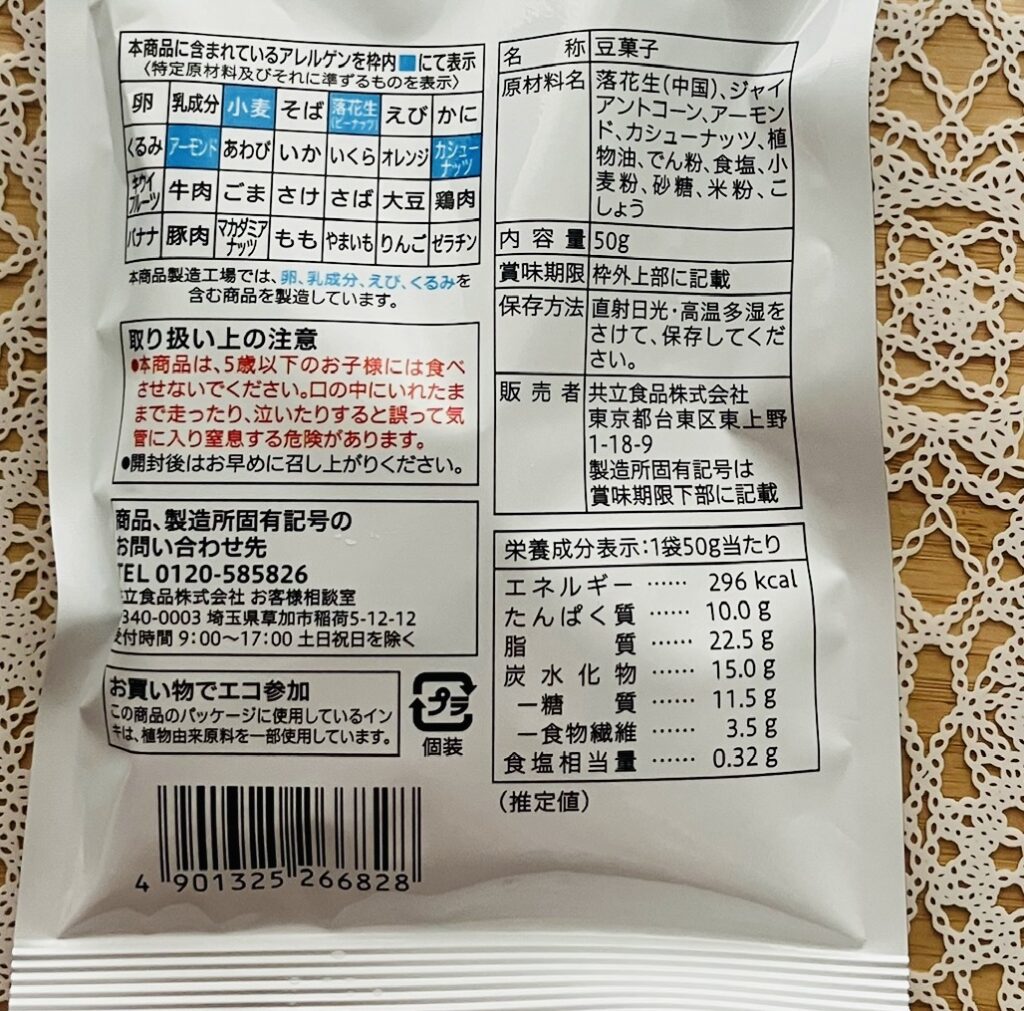 本商品に含まれているアレルゲンを枠内■にて表示
〈特定原材料及びそれに準ずるものを表示〉
卵 乳成分 小麦 そば 落花生(ピーナッツ) えび かに
くるみ アーモンド あわび いか いくら オレンジ カシューナッツ
キウイフルーツ 牛肉 ごま さけ さば 大豆 鶏肉
バナナ 豚肉 マカダミアナッツ もも やまいも りんご ゼラチン
本商品製造工場では、卵、乳成分、えび、くるみを
含む商品を製造しています。
取り扱い上の注意
●本商品は、5歳以下のお子様には食べ
させないでください。口の中にいれたま
まで走ったり、泣いたりすると誤って気
管に入り窒息する危険があります。
●開封後はお早めに召し上がりください。
商品、製造所固有記号の
お問い合わせ先
TEL 0120-585826
共立食品株式会社 お客様相談室
340-0003 埼玉県草加市稲荷5-12-12
受付時間 9:00〜17:00 土日祝日を除く
お買い物でエコ参加
この商品のパッケージに使用しているイン
キは、植物由来原料を一部使用しています。
プラ
個装
4 901325 266828
名称 豆菓子
原材料名 落花生(中国)、ジャイ
アントコーン、アーモン
ド、カシューナッツ、植
物油、でん粉、食塩、小
麦粉、砂糖、米粉、こ
しょう
内容量 50g
賞味期限 枠外上部に記載
保存方法 直射日光・高温多湿を
さけて、保存してくだ
さい。
販売者 共立食品株式会社
東京都台東区東上野
1-18-9
製造所固有記号は
賞味期限下部に記載
栄養成分表示:1袋50g当たり
エネルギー …… 296 kcal
たんぱく質 …… 10.0 g
脂質 …… 22.5 g
炭水化物 …… 15.0 g
－糖質 …… 11.5 g
－食物繊維 …… 3.5 g
食塩相当量 …… 0.32 g
(推定値)